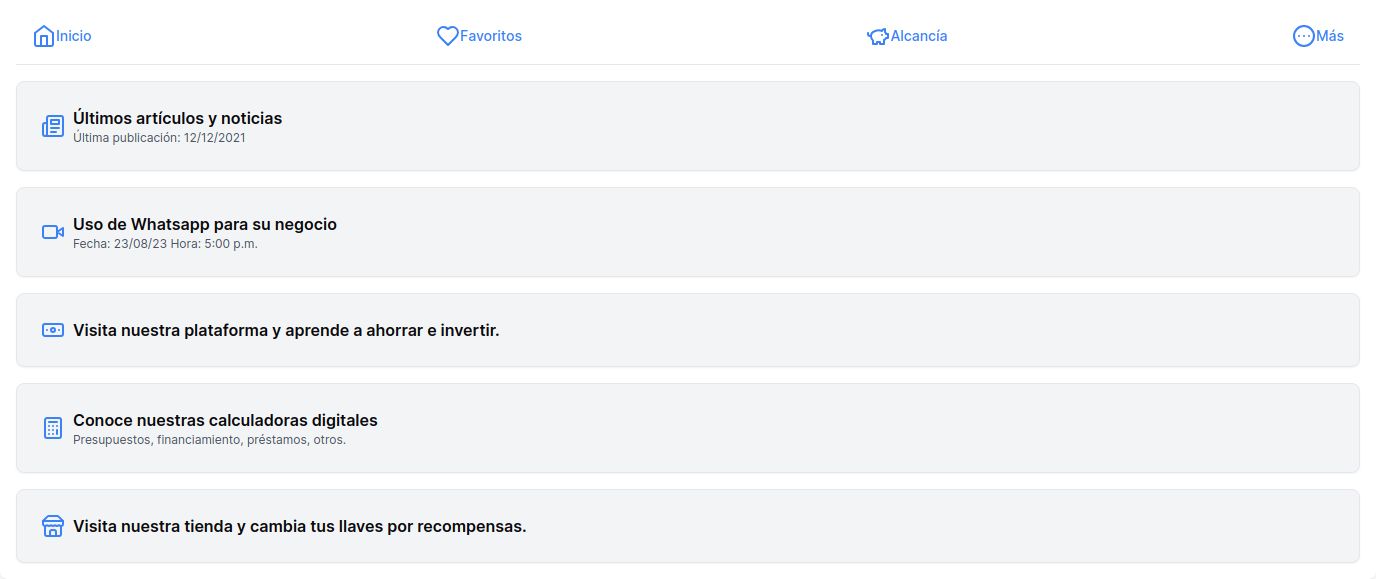 Inicio
Favoritos
Alcancía
Más
Últimos artículos y noticias
Última publicación: 12/12/2021
Uso de Whatsapp para su negocio
Fecha: 23/08/23 Hora: 5:00 p.m.
Visita nuestra plataforma y aprende a ahorrar e invertir.
Conoce nuestras calculadoras digitales
Presupuestos, financiamiento, préstamos, otros.
Visita nuestra tienda y cambia tus llaves por recompensas.